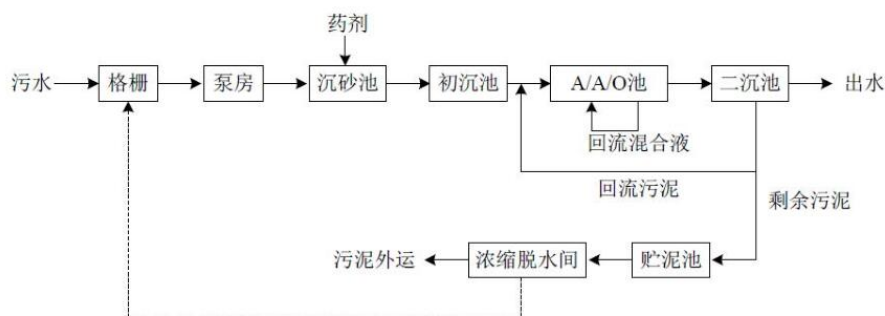 药剂
污水
格栅
泵房
沉砂池
初沉池
A/A/O池
二沉池
出水
回流混合液
回流污泥
剩余污泥
污泥外运
浓缩脱水间
贮泥池